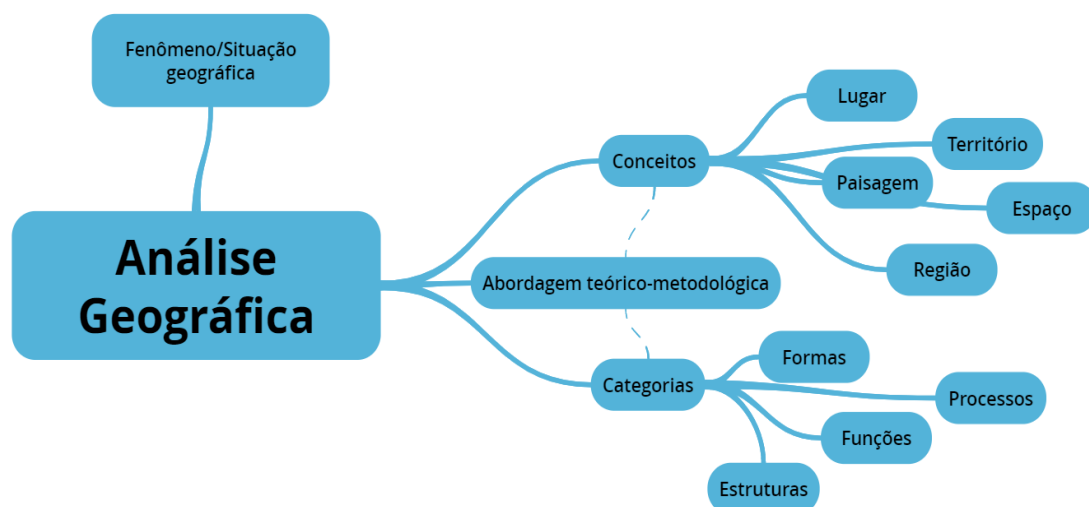 Fenômeno/Situação
geográfica
Lugar
Território
Conceitos
Paisagem
Espaço
Análise
Geográfica
Abordagem teórico-metodológica
Região
Formas
Categorias
Processos
Funções
Estruturas